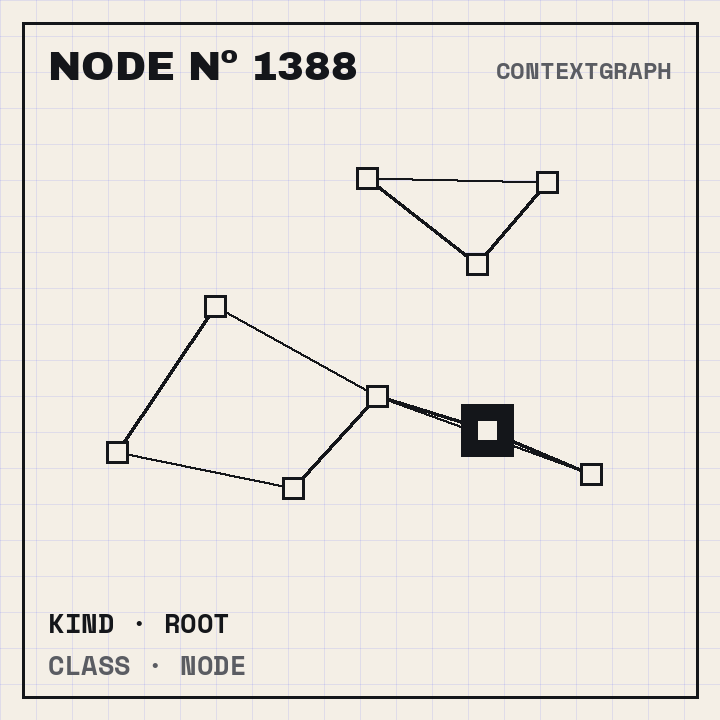 NODE Nº 1388
CONTEXTGRAPH
KIND · ROOT
CLASS · NODE